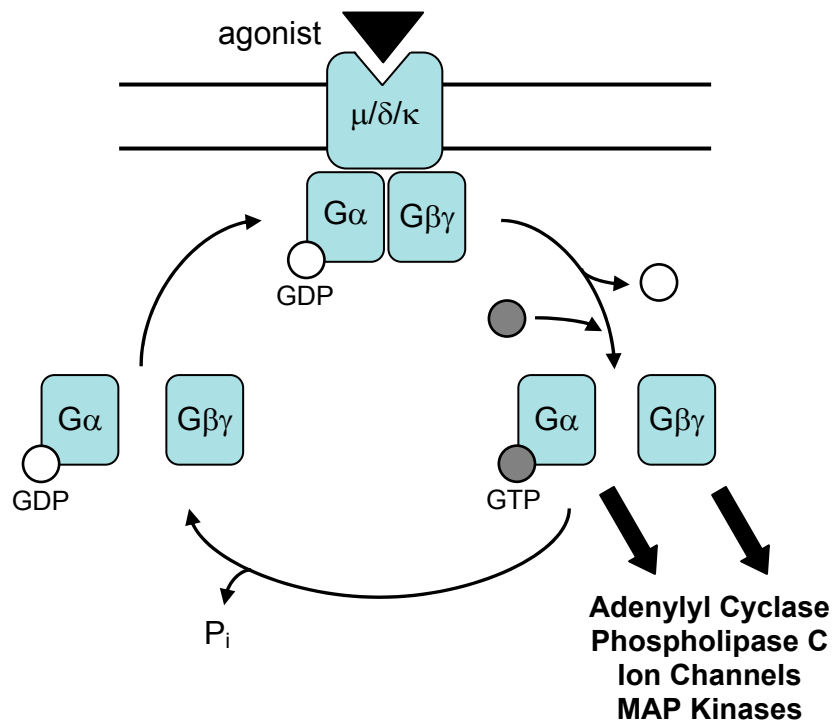 agonist
μ/δ/κ
Gα
Gβγ
GDP
Gα
Gβγ
GDP
Gα
Gβγ
GTP
Pi
Adenylyl Cyclase
Phospholipase C
Ion Channels
MAP Kinases